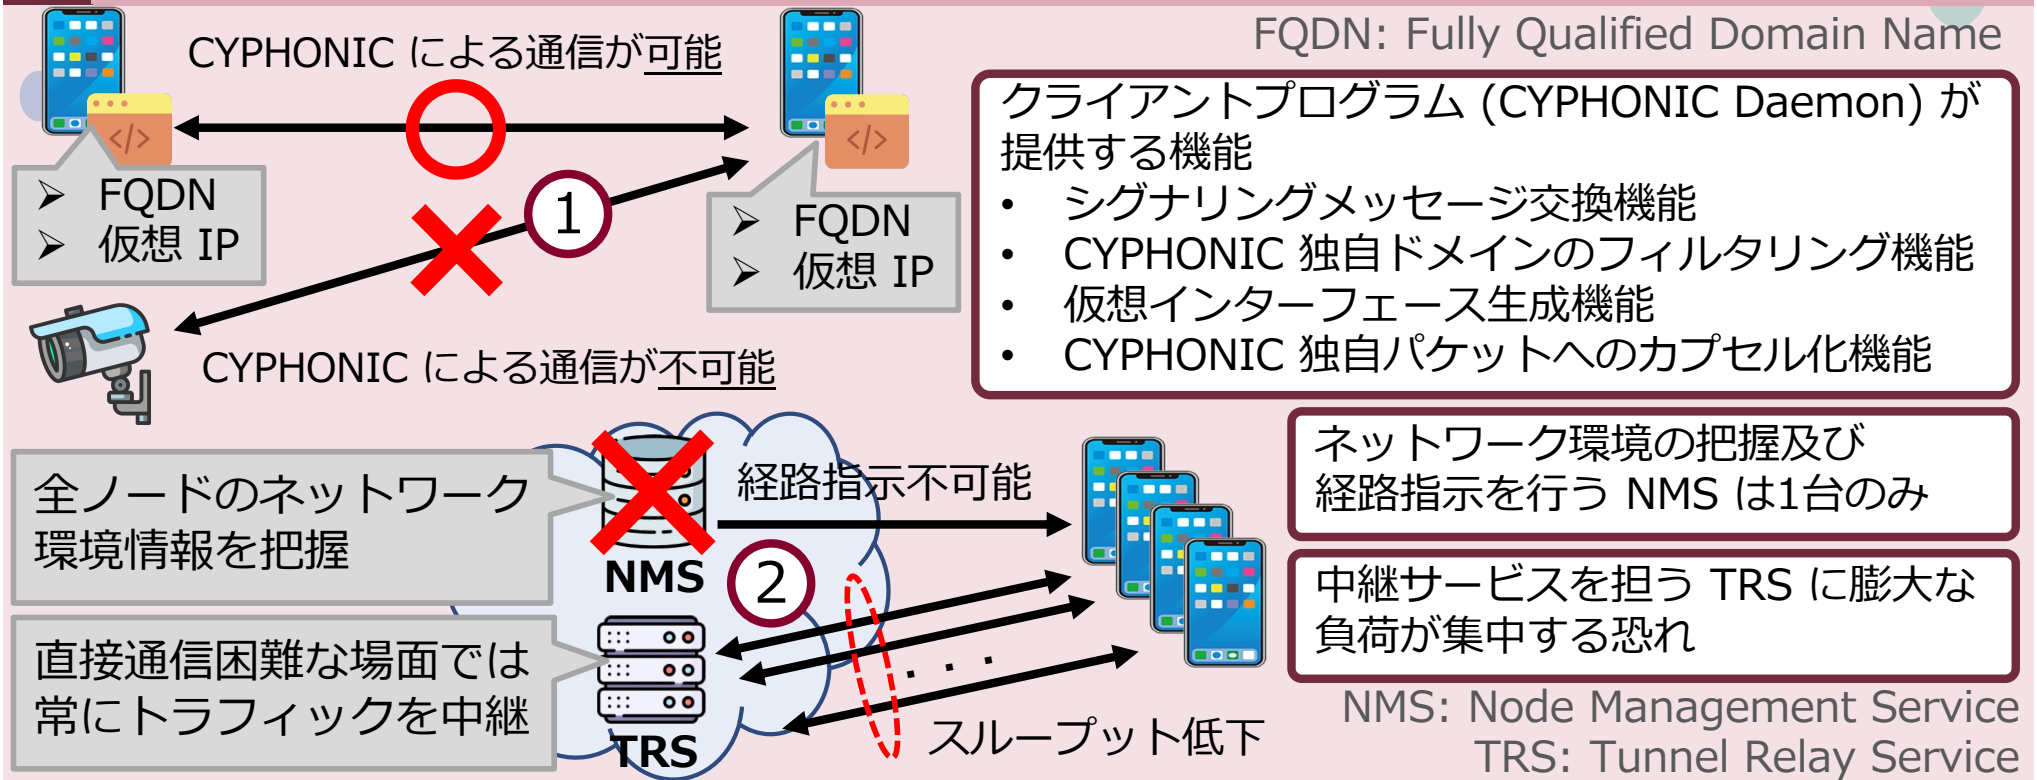 FQDN: Fully Qualified Domain Name
CYPHONIC による通信が可能
</>
</>
➢ FQDN
➢ 仮想 IP
1
➢ FQDN
➢ 仮想 IP
CYPHONIC による通信が不可能
クライアントプログラム (CYPHONIC Daemon) が
提供する機能
• シグナリングメッセージ交換機能
• CYPHONIC 独自ドメインのフィルタリング機能
• 仮想インターフェース生成機能
• CYPHONIC 独自パケットへのカプセル化機能
全ノードのネットワーク
環境情報を把握
NMS
経路指示不可能
2
直接通信困難な場面では
常にトラフィックを中継
TRS
・・・
スループット低下
ネットワーク環境の把握及び
経路指示を行う NMS は1台のみ
中継サービスを担う TRS に膨大な
負荷が集中する恐れ
NMS: Node Management Service
TRS: Tunnel Relay Service